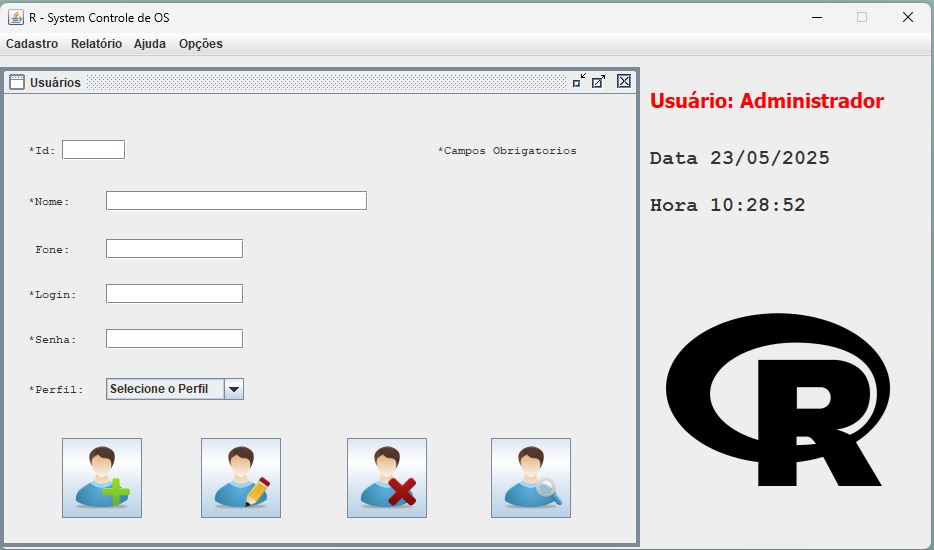 R - System Controle de OS
Cadastro Relatório Ajuda Opções
Usuários
*Id:
*Campos Obrigatorios
*Nome:
Fone:
*Login:
*Senha:
*Perfil: Selecione o Perfil
Usuário: Administrador
Data 23/05/2025
Hora 10:28:52
R